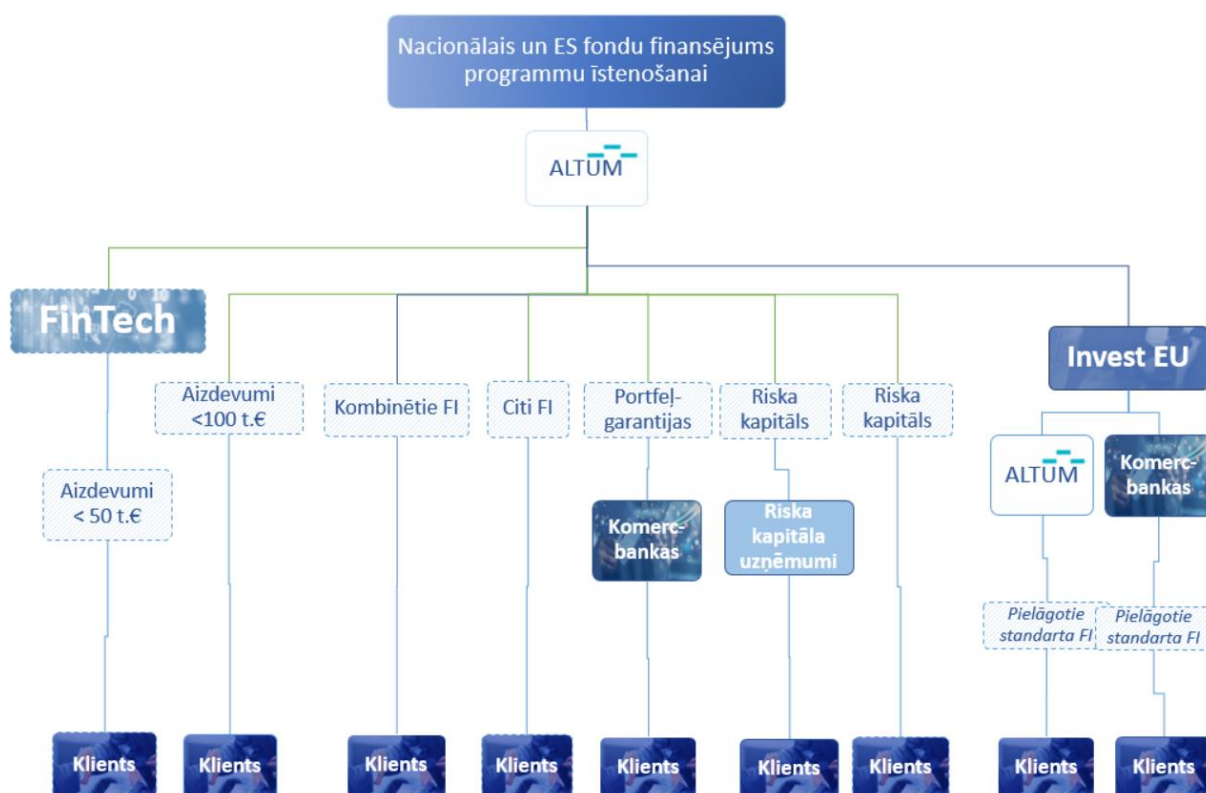 Nacionālais un ES fondu finansējums
programmu īstenošanai
ALTUM
FinTech
Invest EU
Aizdevumi
<100 t.€
Kombinētie FI
Citi FI
Portfeļ-
garantijas
Riska
kapitāls
Riska
kapitāls
ALTUM
Komerc-
bankas
Aizdevumi
< 50 t.€
Komerc-
bankas
Riska
kapitāla
uzņēmumi
Pielāgotie
standarta FI
Pielāgotie
standarta FI
Klients
Klients
Klients
Klients
Klients
Klients
Klients
Klients
Klients